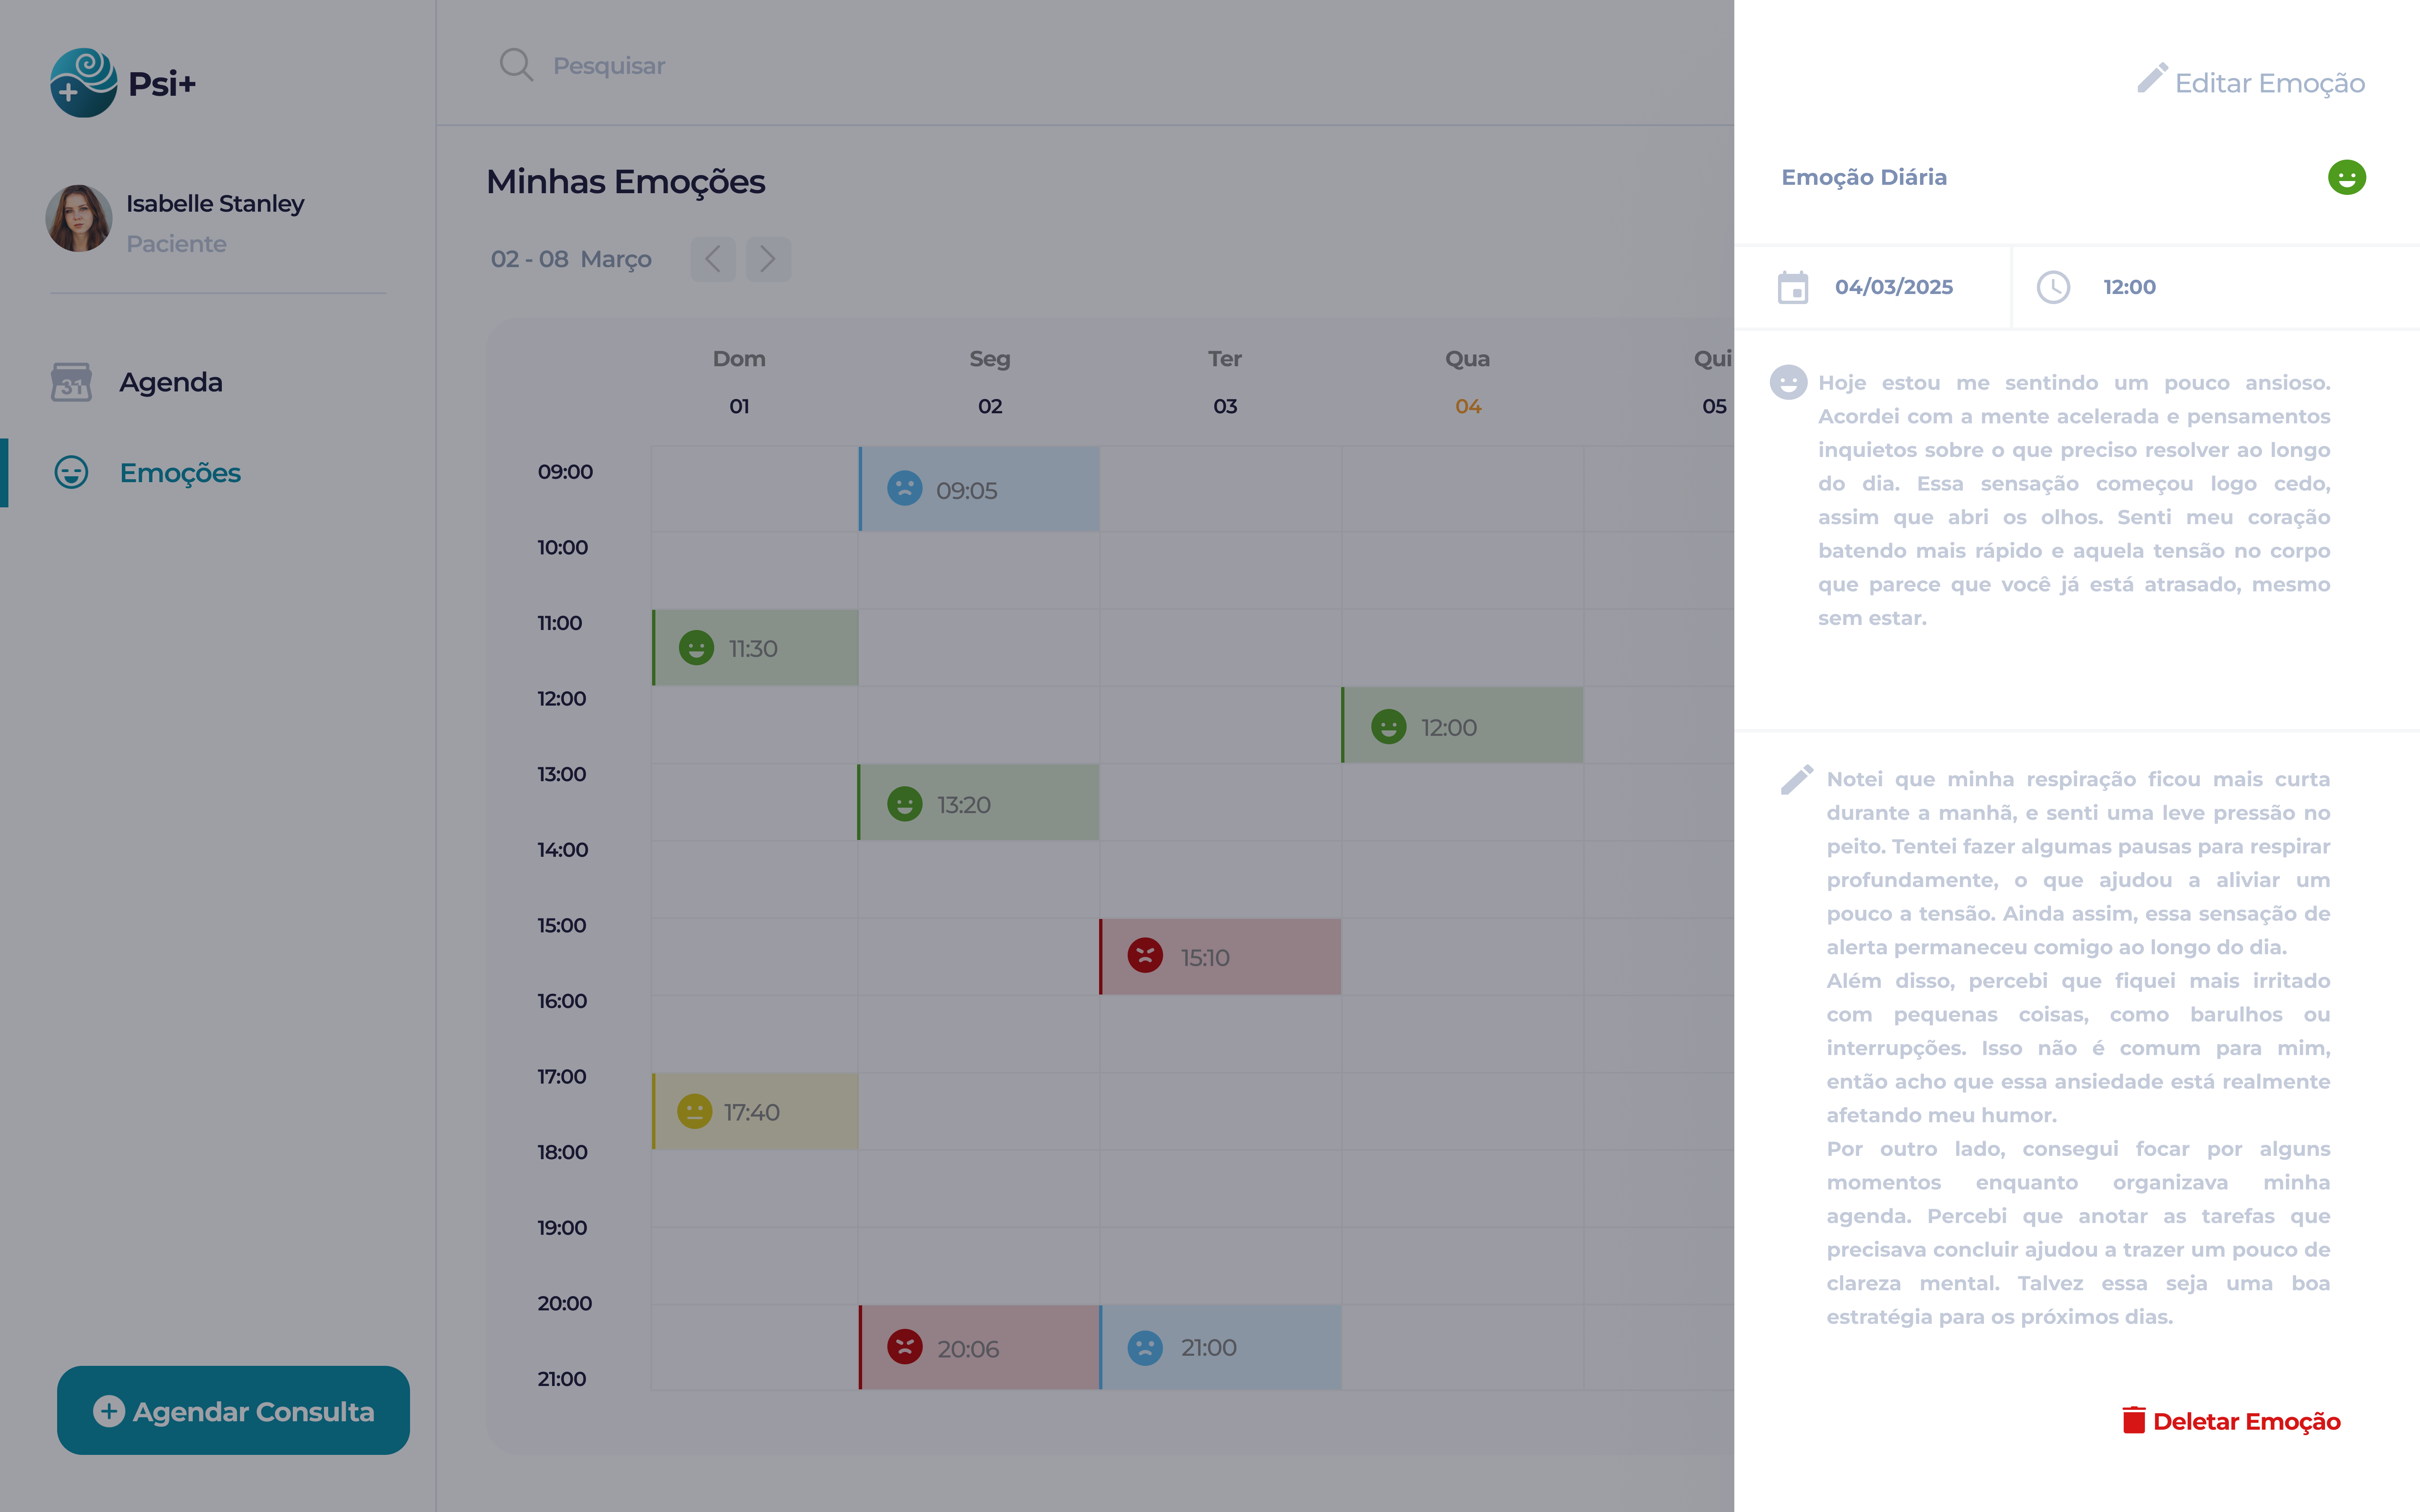 Psi+
Isabelle Stanley
Paciente
31
Agenda
Emoções
Agendar Consulta
Pesquisar
Minhas Emoções
02 - 08 Março
Dom Seg Ter Qua Qui
01 02 03 04 05
09:00
09:05
10:00
11:00
11:30
12:00
12:00
13:00
13:20
14:00
15:00
15:10
16:00
17:00
17:40
18:00
19:00
20:00
20:06 21:00
21:00
Editar Emoção
Emoção Diária
04/03/2025 12:00
Hoje estou me sentindo um pouco ansioso.
Acordei com a mente acelerada e pensamentos
inquietos sobre o que preciso resolver ao longo
do dia. Essa sensação começou logo cedo,
assim que abri os olhos. Senti meu coração
batendo mais rápido e aquela tensão no corpo
que parece que você já está atrasado, mesmo
sem estar.
Notei que minha respiração ficou mais curta
durante a manhã, e senti uma leve pressão no
peito. Tentei fazer algumas pausas para respirar
profundamente, o que ajudou a aliviar um
pouco a tensão. Ainda assim, essa sensação de
alerta permaneceu comigo ao longo do dia.
Além disso, percebi que fiquei mais irritado
com pequenas coisas, como barulhos ou
interrupções. Isso não é comum para mim,
então acho que essa ansiedade está realmente
afetando meu humor.
Por outro lado, consegui focar por alguns
momentos enquanto organizava minha
agenda. Percebi que anotar as tarefas que
precisava concluir ajudou a trazer um pouco de
clareza mental. Talvez essa seja uma boa
estratégia para os próximos dias.
Deletar Emoção